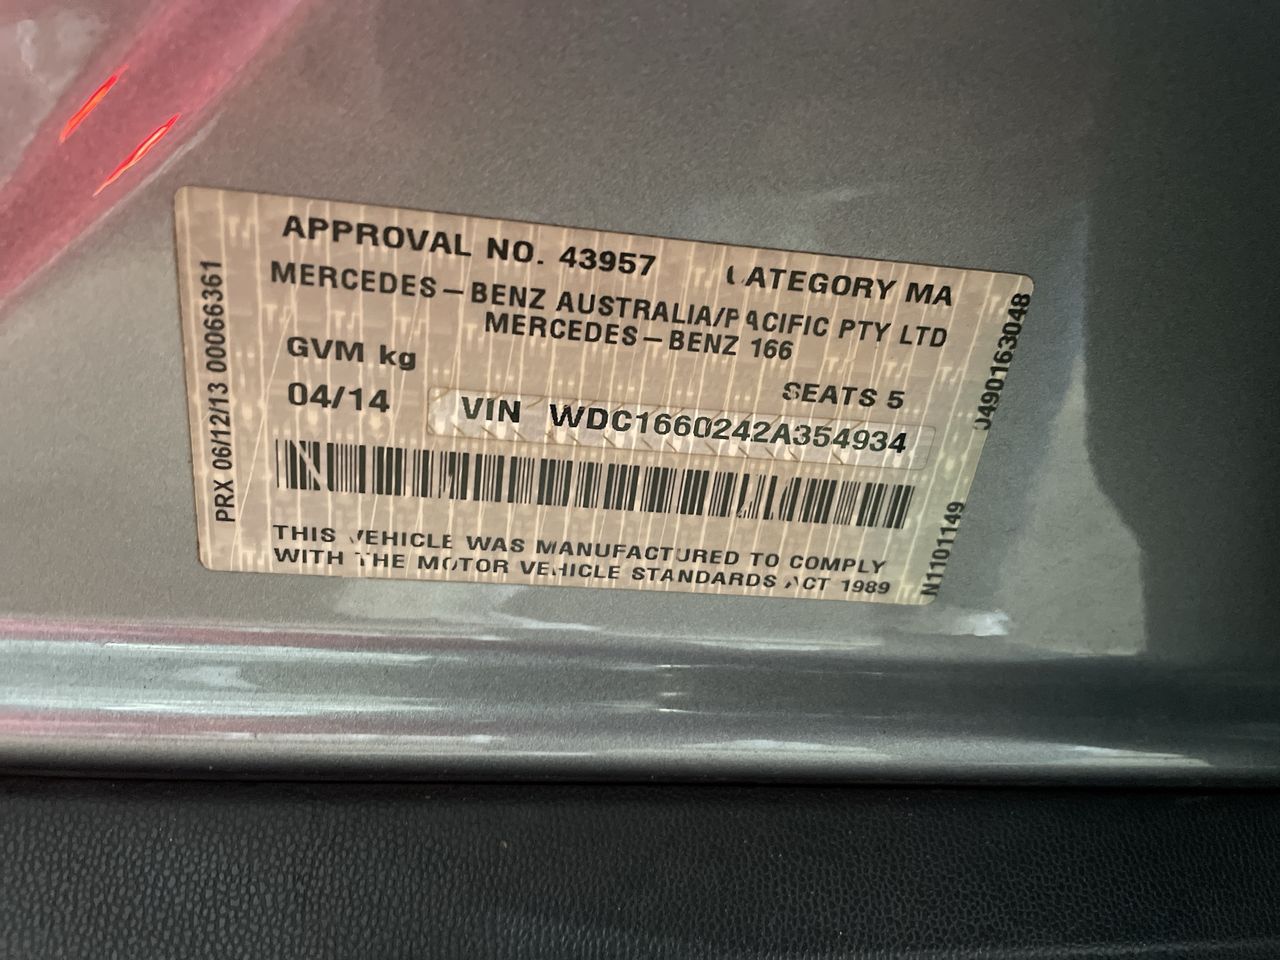 APPROVAL NO. 43957 CATEGORY MA
MERCEDES-BENZ AUSTRALIA/PACIFIC PTY LTD
MERCEDES-BENZ 166
GVM kg
SEATS 5
04/14
VIN WDC1660242A354934
THIS VEHICLE WAS MANUFACTURED TO COMPLY
WITH THE MOTOR VEHICLE STANDARDS ACT 1989
PRX 06/12/13 00066361
N1101149
0490163048